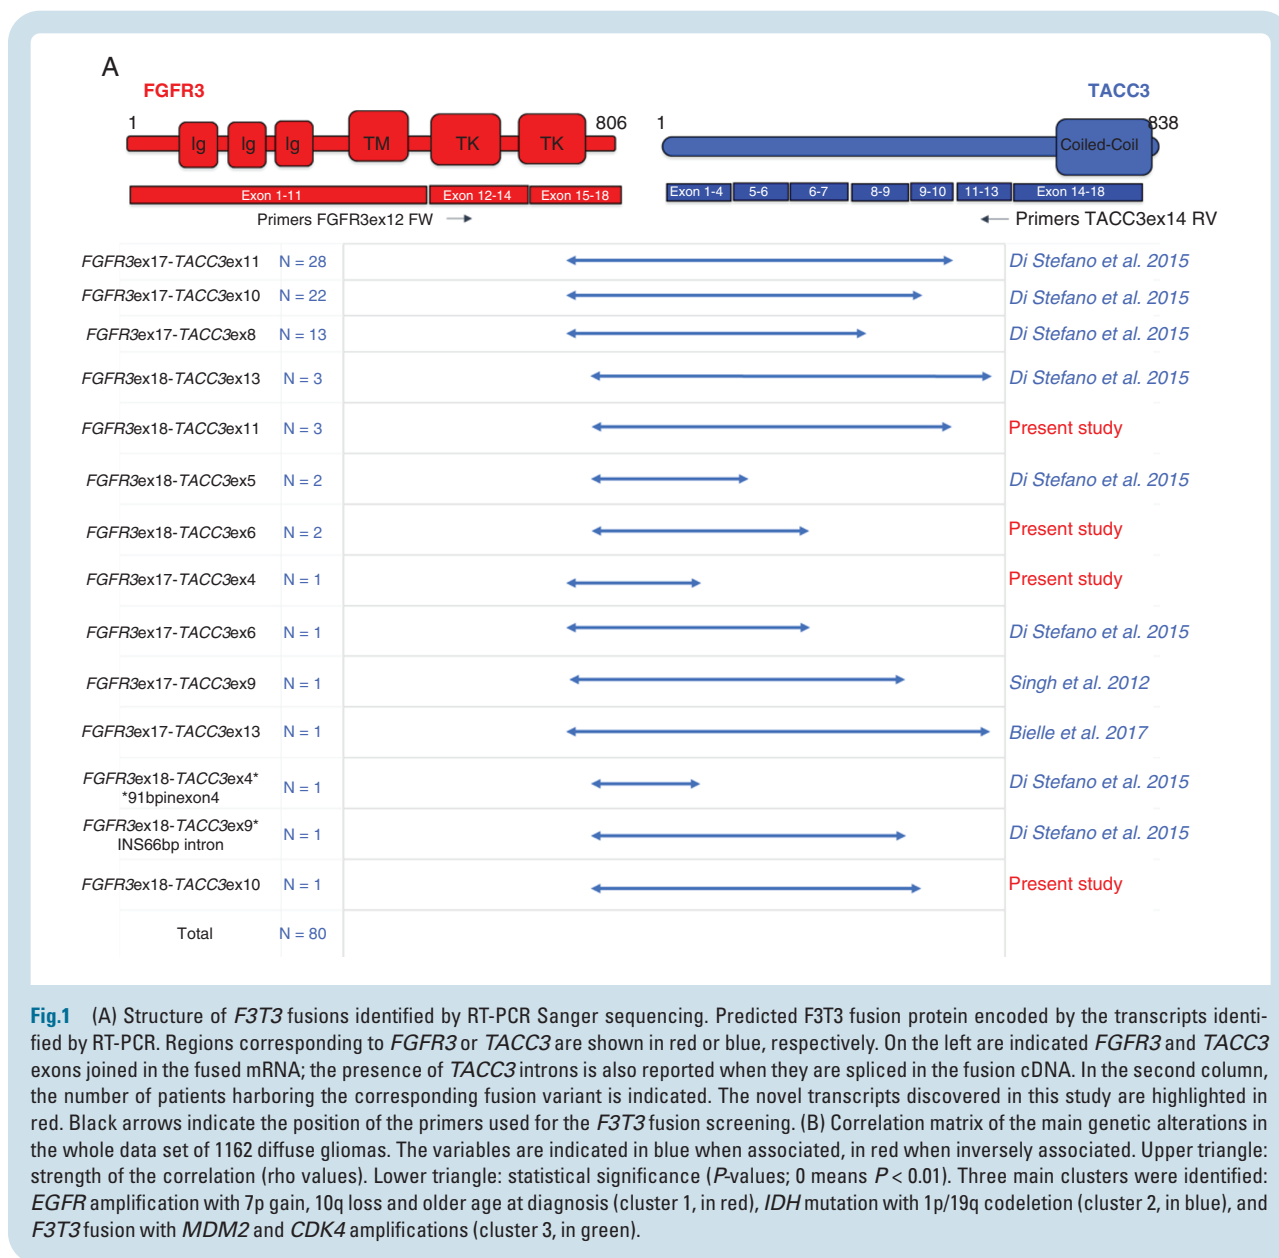 A
FGFR3
TACC3
1
806
1
838
Ig
Ig
Ig
TM
TK
TK
Coiled-Coil
Exon 1-11
Exon 12-14
Exon 15-18
Exon 1-4
5-6
6-7
8-9
9-10
11-13
Exon 14-18
Primers FGFR3ex12 FW
Primers TACC3ex14 RV
FGFR3ex17-TACC3ex11 N = 28 Di Stefano et al. 2015
FGFR3ex17-TACC3ex10 N = 22 Di Stefano et al. 2015
FGFR3ex17-TACC3ex8 N = 13 Di Stefano et al. 2015
FGFR3ex18-TACC3ex13 N = 3 Di Stefano et al. 2015
FGFR3ex18-TACC3ex11 N = 3 Present study
FGFR3ex18-TACC3ex5 N = 2 Di Stefano et al. 2015
FGFR3ex18-TACC3ex6 N = 2 Present study
FGFR3ex17-TACC3ex4 N = 1 Present study
FGFR3ex17-TACC3ex6 N = 1 Di Stefano et al. 2015
FGFR3ex17-TACC3ex9 N = 1 Singh et al. 2012
FGFR3ex17-TACC3ex13 N = 1 Bielle et al. 2017
FGFR3ex18-TACC3ex4*
*91bpinexon4 N = 1 Di Stefano et al. 2015
FGFR3ex18-TACC3ex9*
INS66bp intron N = 1 Di Stefano et al. 2015
FGFR3ex18-TACC3ex10 N = 1 Present study
Total N = 80
Fig.1 (A) Structure of F3T3 fusions identified by RT-PCR Sanger sequencing. Predicted F3T3 fusion protein encoded by the transcripts identi-
fied by RT-PCR. Regions corresponding to FGFR3 or TACC3 are shown in red or blue, respectively. On the left are indicated FGFR3 and TACC3
exons joined in the fused mRNA; the presence of TACC3 introns is also reported when they are spliced in the fusion cDNA. In the second column,
the number of patients harboring the corresponding fusion variant is indicated. The novel transcripts discovered in this study are highlighted in
red. Black arrows indicate the position of the primers used for the F3T3 fusion screening. (B) Correlation matrix of the main genetic alterations in
the whole data set of 1162 diffuse gliomas. The variables are indicated in blue when associated, in red when inversely associated. Upper triangle:
strength of the correlation (rho values). Lower triangle: statistical significance (P-values; 0 means P < 0.01). Three main clusters were identified:
EGFR amplification with 7p gain, 10q loss and older age at diagnosis (cluster 1, in red), IDH mutation with 1p/19q codeletion (cluster 2, in blue), and
F3T3 fusion with MDM2 and CDK4 amplifications (cluster 3, in green).